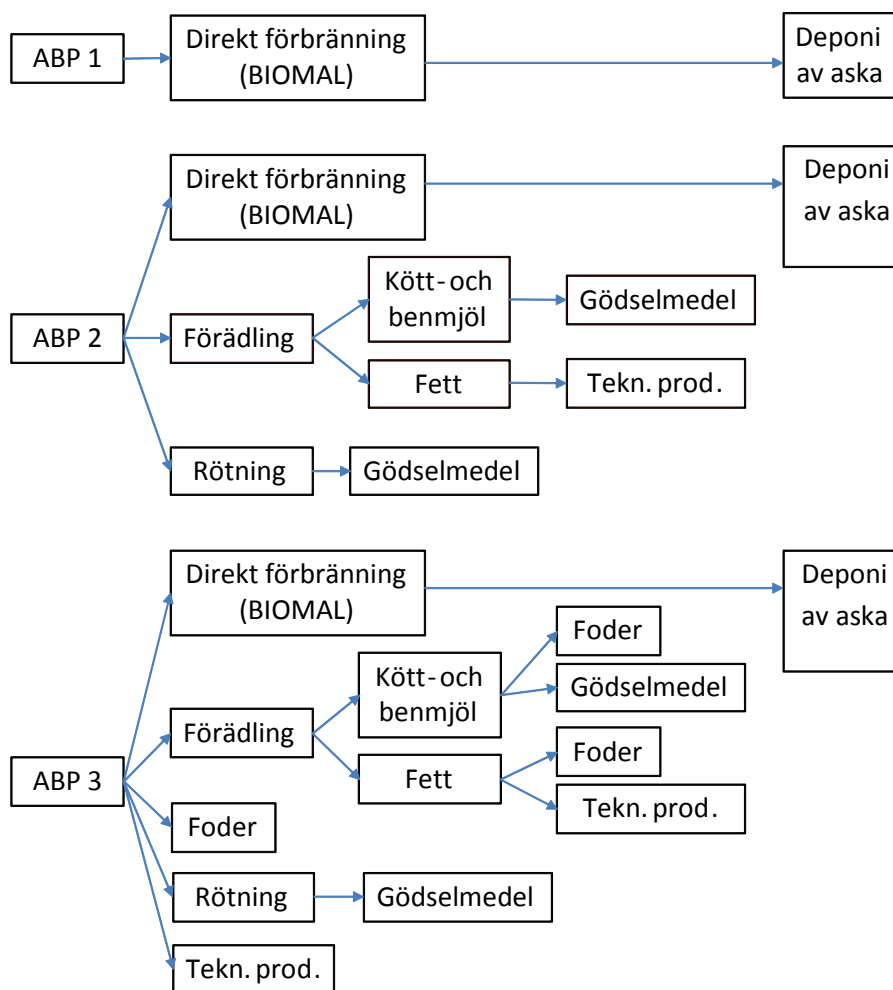 ABP 1
Direkt förbränning
(BIOMAL)
Deponi
av aska
ABP 2
Direkt förbränning
(BIOMAL)
Deponi
av aska
Förädling
Kött- och
benmjöl
Gödselmedel
Fett
Tekn. prod.
Rötning
Gödselmedel
ABP 3
Direkt förbränning
(BIOMAL)
Deponi
av aska
Förädling
Kött- och
benmjöl
Foder
Gödselmedel
Fett
Foder
Tekn. prod.
Foder
Rötning
Gödselmedel
Tekn. prod.